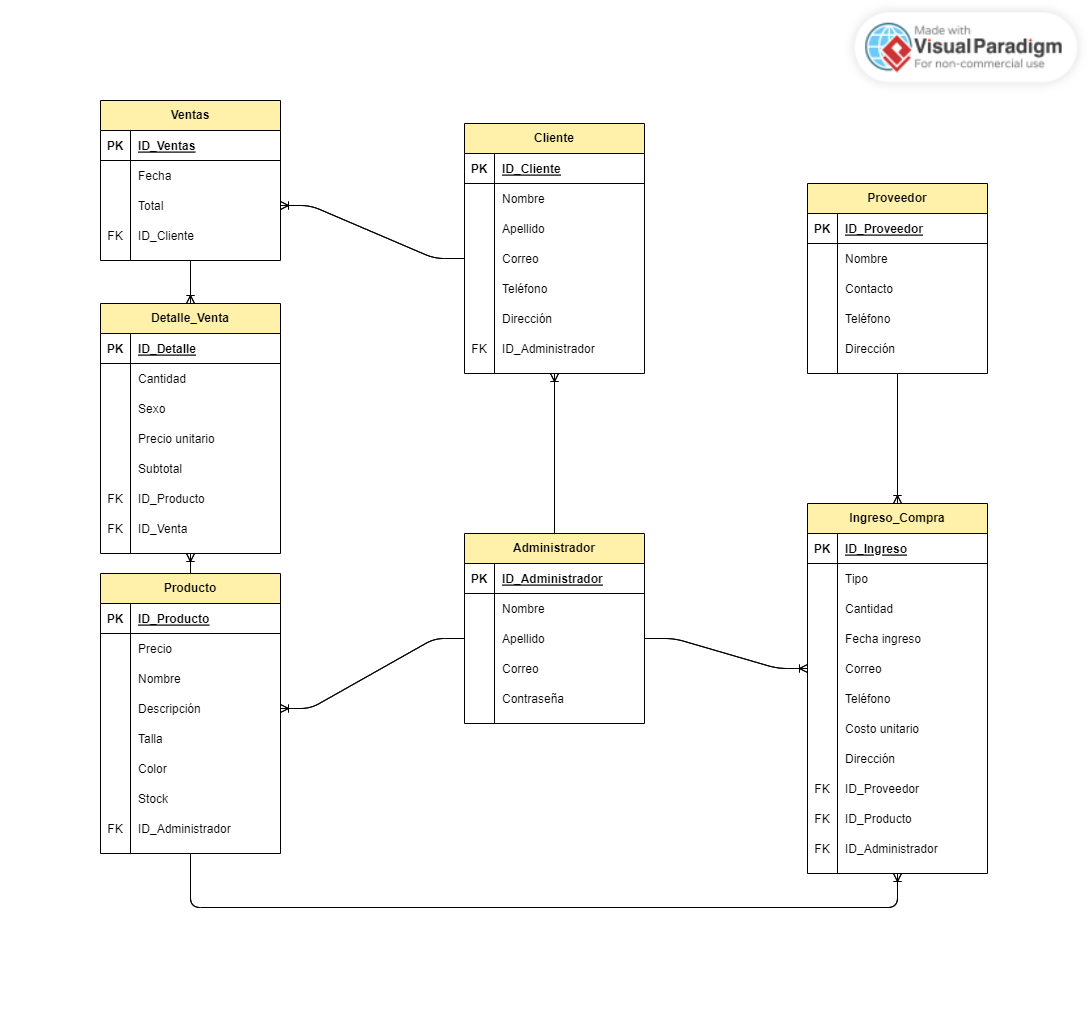 Made with
Visual Paradigm
For non-commercial use
Ventas
PK ID_Ventas
Fecha
Total
FK ID_Cliente
Cliente
PK ID_Cliente
Nombre
Apellido
Correo
Teléfono
Dirección
FK ID_Administrador
Proveedor
PK ID_Proveedor
Nombre
Contacto
Teléfono
Dirección
Detalle_Venta
PK ID_Detalle
Cantidad
Sexo
Precio unitario
Subtotal
FK ID_Producto
FK ID_Venta
Administrador
PK ID_Administrador
Nombre
Apellido
Correo
Contraseña
Ingreso_Compra
PK ID_Ingreso
Tipo
Cantidad
Fecha ingreso
Correo
Teléfono
Costo unitario
Dirección
FK ID_Proveedor
FK ID_Producto
FK ID_Administrador
Producto
PK ID_Producto
Precio
Nombre
Descripción
Talla
Color
Stock
FK ID_Administrador